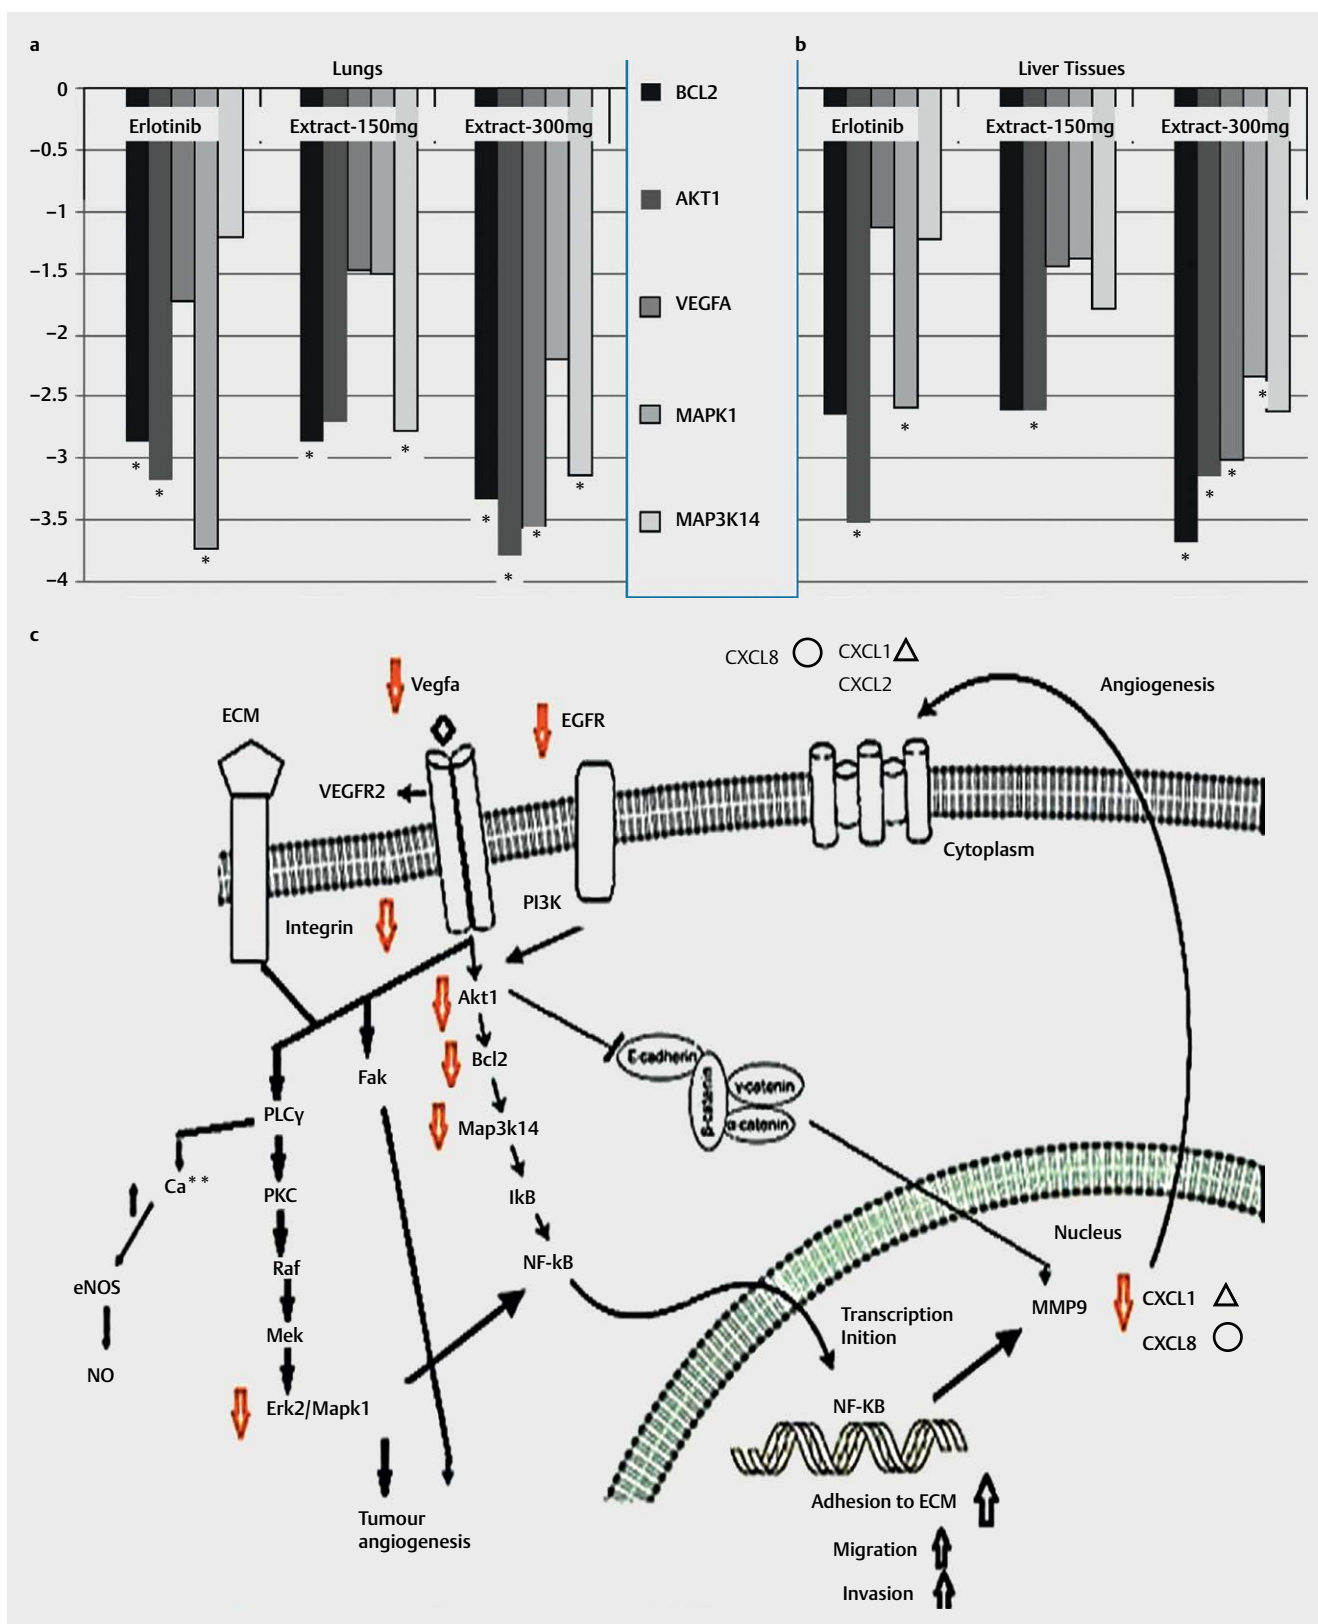 a
b
Lungs
Liver Tissues
0
−0.5
−1
−1.5
−2
−2.5
−3
−3.5
−4
Erlotinib
Extract-150mg
Extract-300mg
BCL2
AKT1
VEGFA
MAPK1
MAP3K14
Erlotinib
Extract-150mg
Extract-300mg
* * *
* *
* * * *
* *
*
* * * *
c
CXCL8
CXCL1
CXCL2
Angiogenesis
Vegfa
EGFR
ECM
VEGFR2
Cytoplasm
PI3K
Integrin
Akt1
Bcl2
E-cadherin
β-catenin
γ-catenin
α-catenin
Fak
PLCγ
Map3k14
Ca**
PKC
IkB
Nucleus
Raf
NF-kB
eNOS
MMP9
CXCL1
CXCL8
Transcription
Inition
Mek
NO
Erk2/Mapk1
NF-KB
Adhesion to ECM
Tumour
angiogenesis
Migration
Invasion